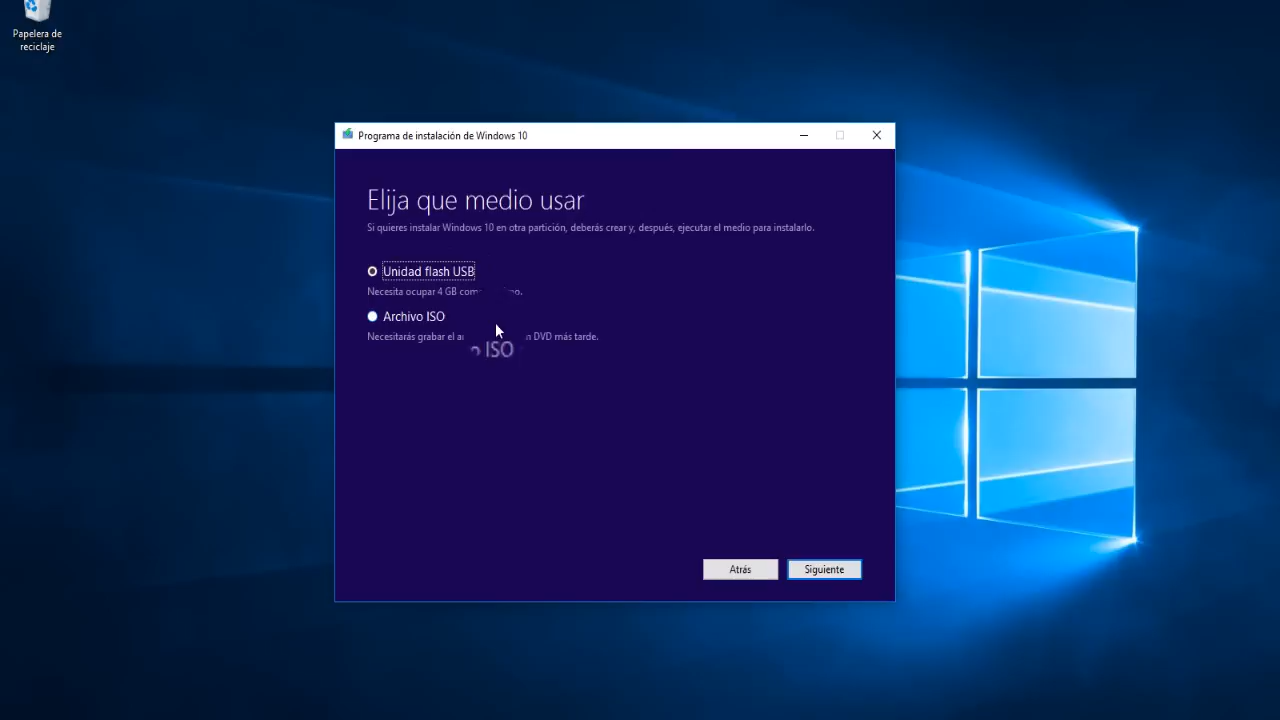 Papelera de
reciclaje
Programa de instalación de Windows 10
Elija que medio usar
Si quieres instalar Windows 10 en otra partición, deberás crear y, después, ejecutar el medio para instalarlo.
Unidad flash USB
Necesita ocupar 4 GB
Archivo ISO
Necesitarás grabar el DVD más tarde.
ISO
Atrás
Siguiente